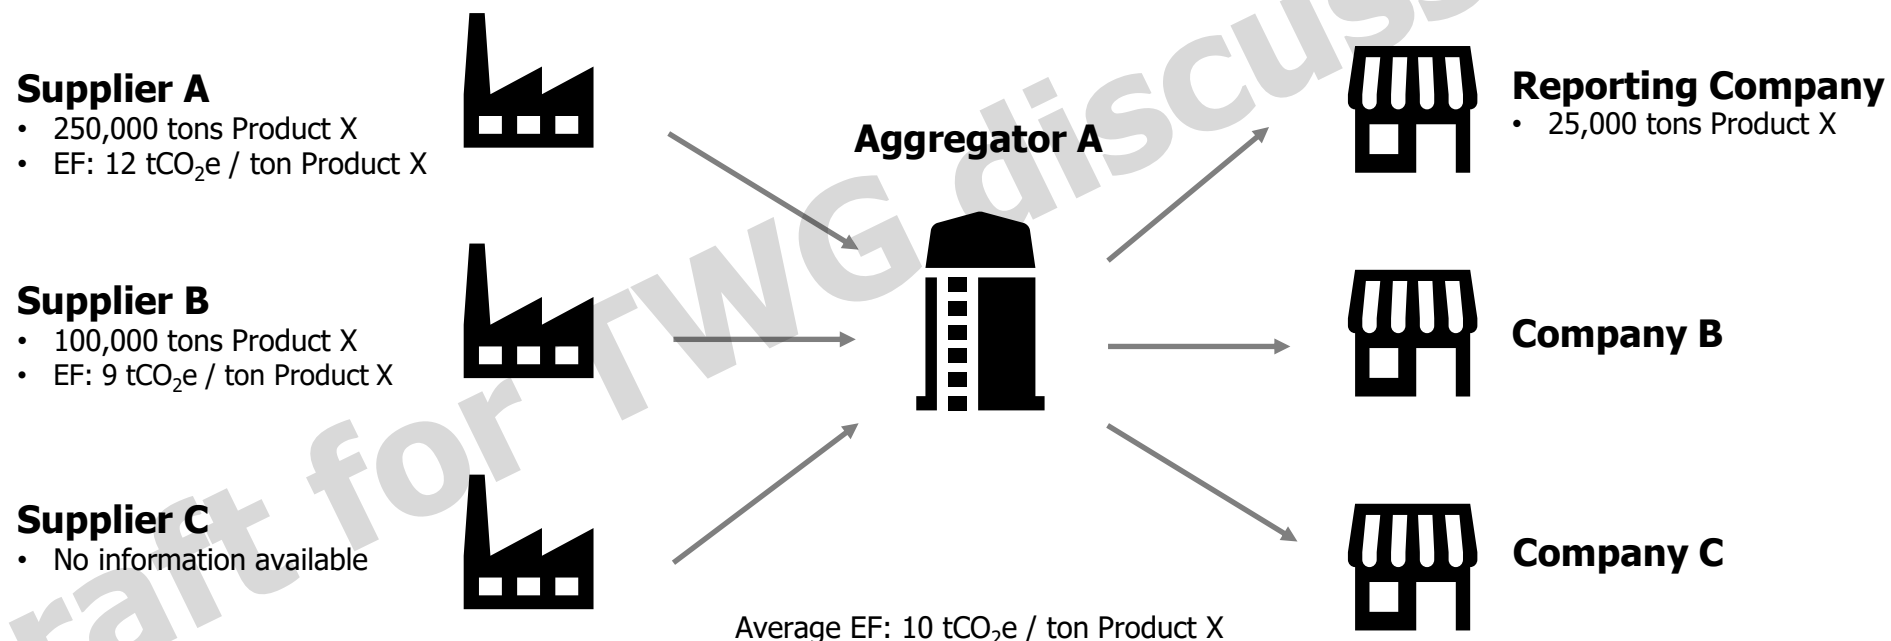 Supplier A
• 250,000 tons Product X
• EF: 12 tCO₂e / ton Product X
Supplier B
• 100,000 tons Product X
• EF: 9 tCO₂e / ton Product X
Supplier C
• No information available
Aggregator A
Average EF: 10 tCO₂e / ton Product X
Reporting Company
• 25,000 tons Product X
Company B
Company C
raft for TWG discuss